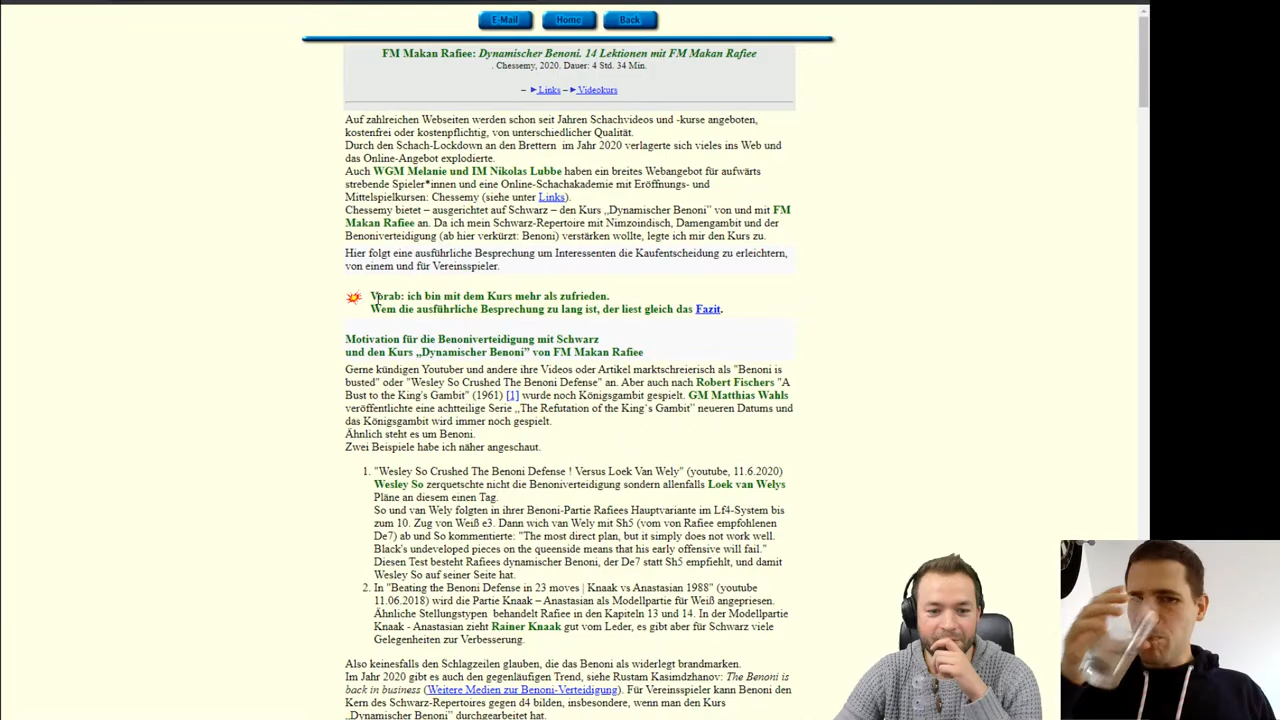 E-Mail Home Back
FM Makan Rafiee: Dynamischer Benoni. 14 Lektionen mit FM Makan Rafiee
. Chessemy, 2020. Dauer: 4 Std. 34 Min.
– ►Links – ►Videokurs
Auf zahlreichen Webseiten werden schon seit Jahren Schachvideos und -kurse angeboten,
kostenfrei oder kostenpflichtig, von unterschiedlicher Qualität.
Durch den Schach-Lockdown an den Brettern im Jahr 2020 verlagerte sich vieles ins Web und
das Online-Angebot explodierte.
Auch WGM Melanie und IM Nikolas Lubbe haben ein breites Webangebot für aufwärts
strebende Spieler*innen und eine Online-Schachakademie mit Eröffnungs- und
Mittelspielkursen: Chessemy (siehe unter Links).
Chessemy bietet – ausgerichtet auf Schwarz – den Kurs „Dynamischer Benoni” von und mit FM
Makan Rafiee an. Da ich mein Schwarz-Repertoire mit Nimzoindisch, Damengambit und der
Benoniverteidigung (ab hier verkürzt: Benoni) verstärken wollte, legte ich mir den Kurs zu.
Hier folgt eine ausführliche Besprechung um Interessenten die Kaufentscheidung zu erleichtern,
von einem und für Vereinsspieler.
Vorab: ich bin mit dem Kurs mehr als zufrieden.
Wem die ausführliche Besprechung zu lang ist, der liest gleich das Fazit.
Motivation für die Benoniverteidigung mit Schwarz
und den Kurs „Dynamischer Benoni” von FM Makan Rafiee
Gerne kündigen Youtuber und andere ihre Videos oder Artikel marktschreierisch als "Benoni is
busted" oder "Wesley So Crushed The Benoni Defense" an. Aber auch nach Robert Fischers "A
Bust to the King's Gambit" (1961) [1] wurde noch Königsgambit gespielt. GM Matthias Wahls
veröffentlichte eine achtteilige Serie „The Refutation of the King`s Gambit” neueren Datums und
das Königsgambit wird immer noch gespielt.
Ähnlich steht es um Benoni.
Zwei Beispiele habe ich näher angeschaut.
1. "Wesley So Crushed The Benoni Defense ! Versus Loek Van Wely" (youtube, 11.6.2020)
Wesley So zerquetschte nicht die Benoniverteidigung sondern allenfalls Loek van Welys
Pläne an diesem einen Tag.
So und van Wely folgten in ihrer Benoni-Partie Rafiees Hauptvariante im Lf4-System bis
zum 10. Zug von Weiß e3. Dann wich van Wely mit Sh5 (vom von Rafiee empfohlenen
De7) ab und So kommentierte: "The most direct plan, but it simply does not work well.
Black's undeveloped pieces on the queenside means that his early offensive will fail."
Diesen Test besteht Rafiees dynamischer Benoni, der De7 statt Sh5 empfiehlt, und damit
Wesley So auf seiner Seite hat.
2. In "Beating the Benoni Defense in 23 moves | Knaak vs Anastasian 1988" (youtube
11.06.2018) wird die Partie Knaak – Anastasian als Modellpartie für Weiß angepriesen.
Ähnliche Stellungstypen behandelt Rafiee in den Kapiteln 13 und 14. In der Modellpartie
Knaak - Anastasian zieht Rainer Knaak gut vom Leder, es gibt aber für Schwarz viele
Gelegenheiten zur Verbesserung.
Also keinesfalls den Schlagzeilen glauben, die das Benoni als widerlegt brandmarken.
Im Jahr 2020 gibt es auch den gegenläufigen Trend, siehe Rustam Kasimdzhanov: The Benoni is
back in business (Weitere Medien zur Benoni-Verteidigung). Für Vereinsspieler kann Benoni den
Kern des Schwarz-Repertoires gegen d4 bilden, insbesondere, wenn man den Kurs
„Dynamischer Benoni” durchgearbeitet hat.